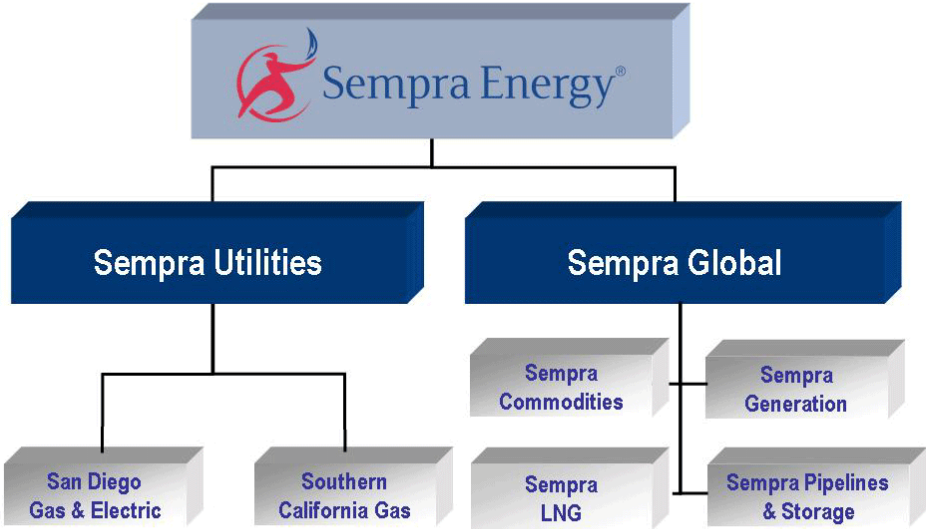 Sempra Energy®
Sempra Utilities
Sempra Global
Sempra
Commodities
Sempra
Generation
San Diego
Gas & Electric
Southern
California Gas
Sempra
LNG
Sempra Pipelines
& Storage